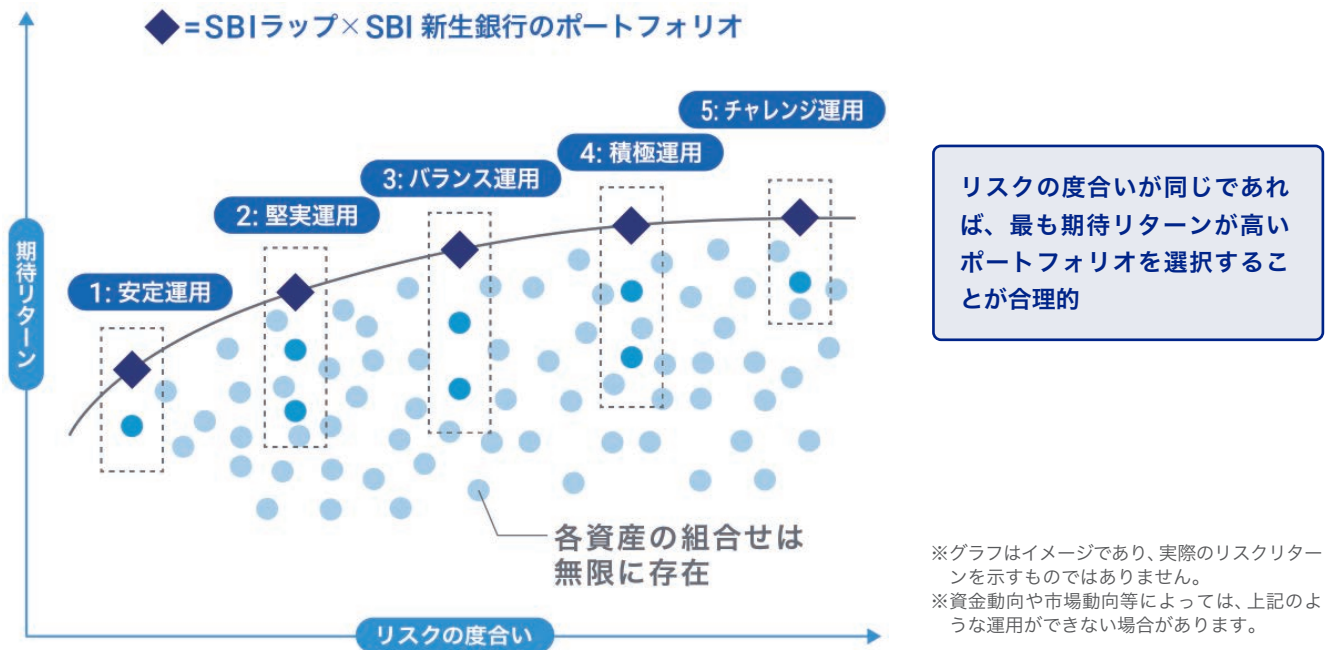 ◆=SBIラップ×SBI 新生銀行のポートフォリオ
5: チャレンジ運用
4: 積極運用
3: バランス運用
2: 堅実運用
1: 安定運用
期待リターン
リスクの度合いが同じであれ
ば、最も期待リターンが高い
ポートフォリオを選択するこ
とが合理的
各資産の組合せは
無限に存在
リスクの度合い
※グラフはイメージであり、実際のリスクリター
ンを示すものではありません。
※資金動向や市場動向等によっては、上記のよ
うな運用ができない場合があります。